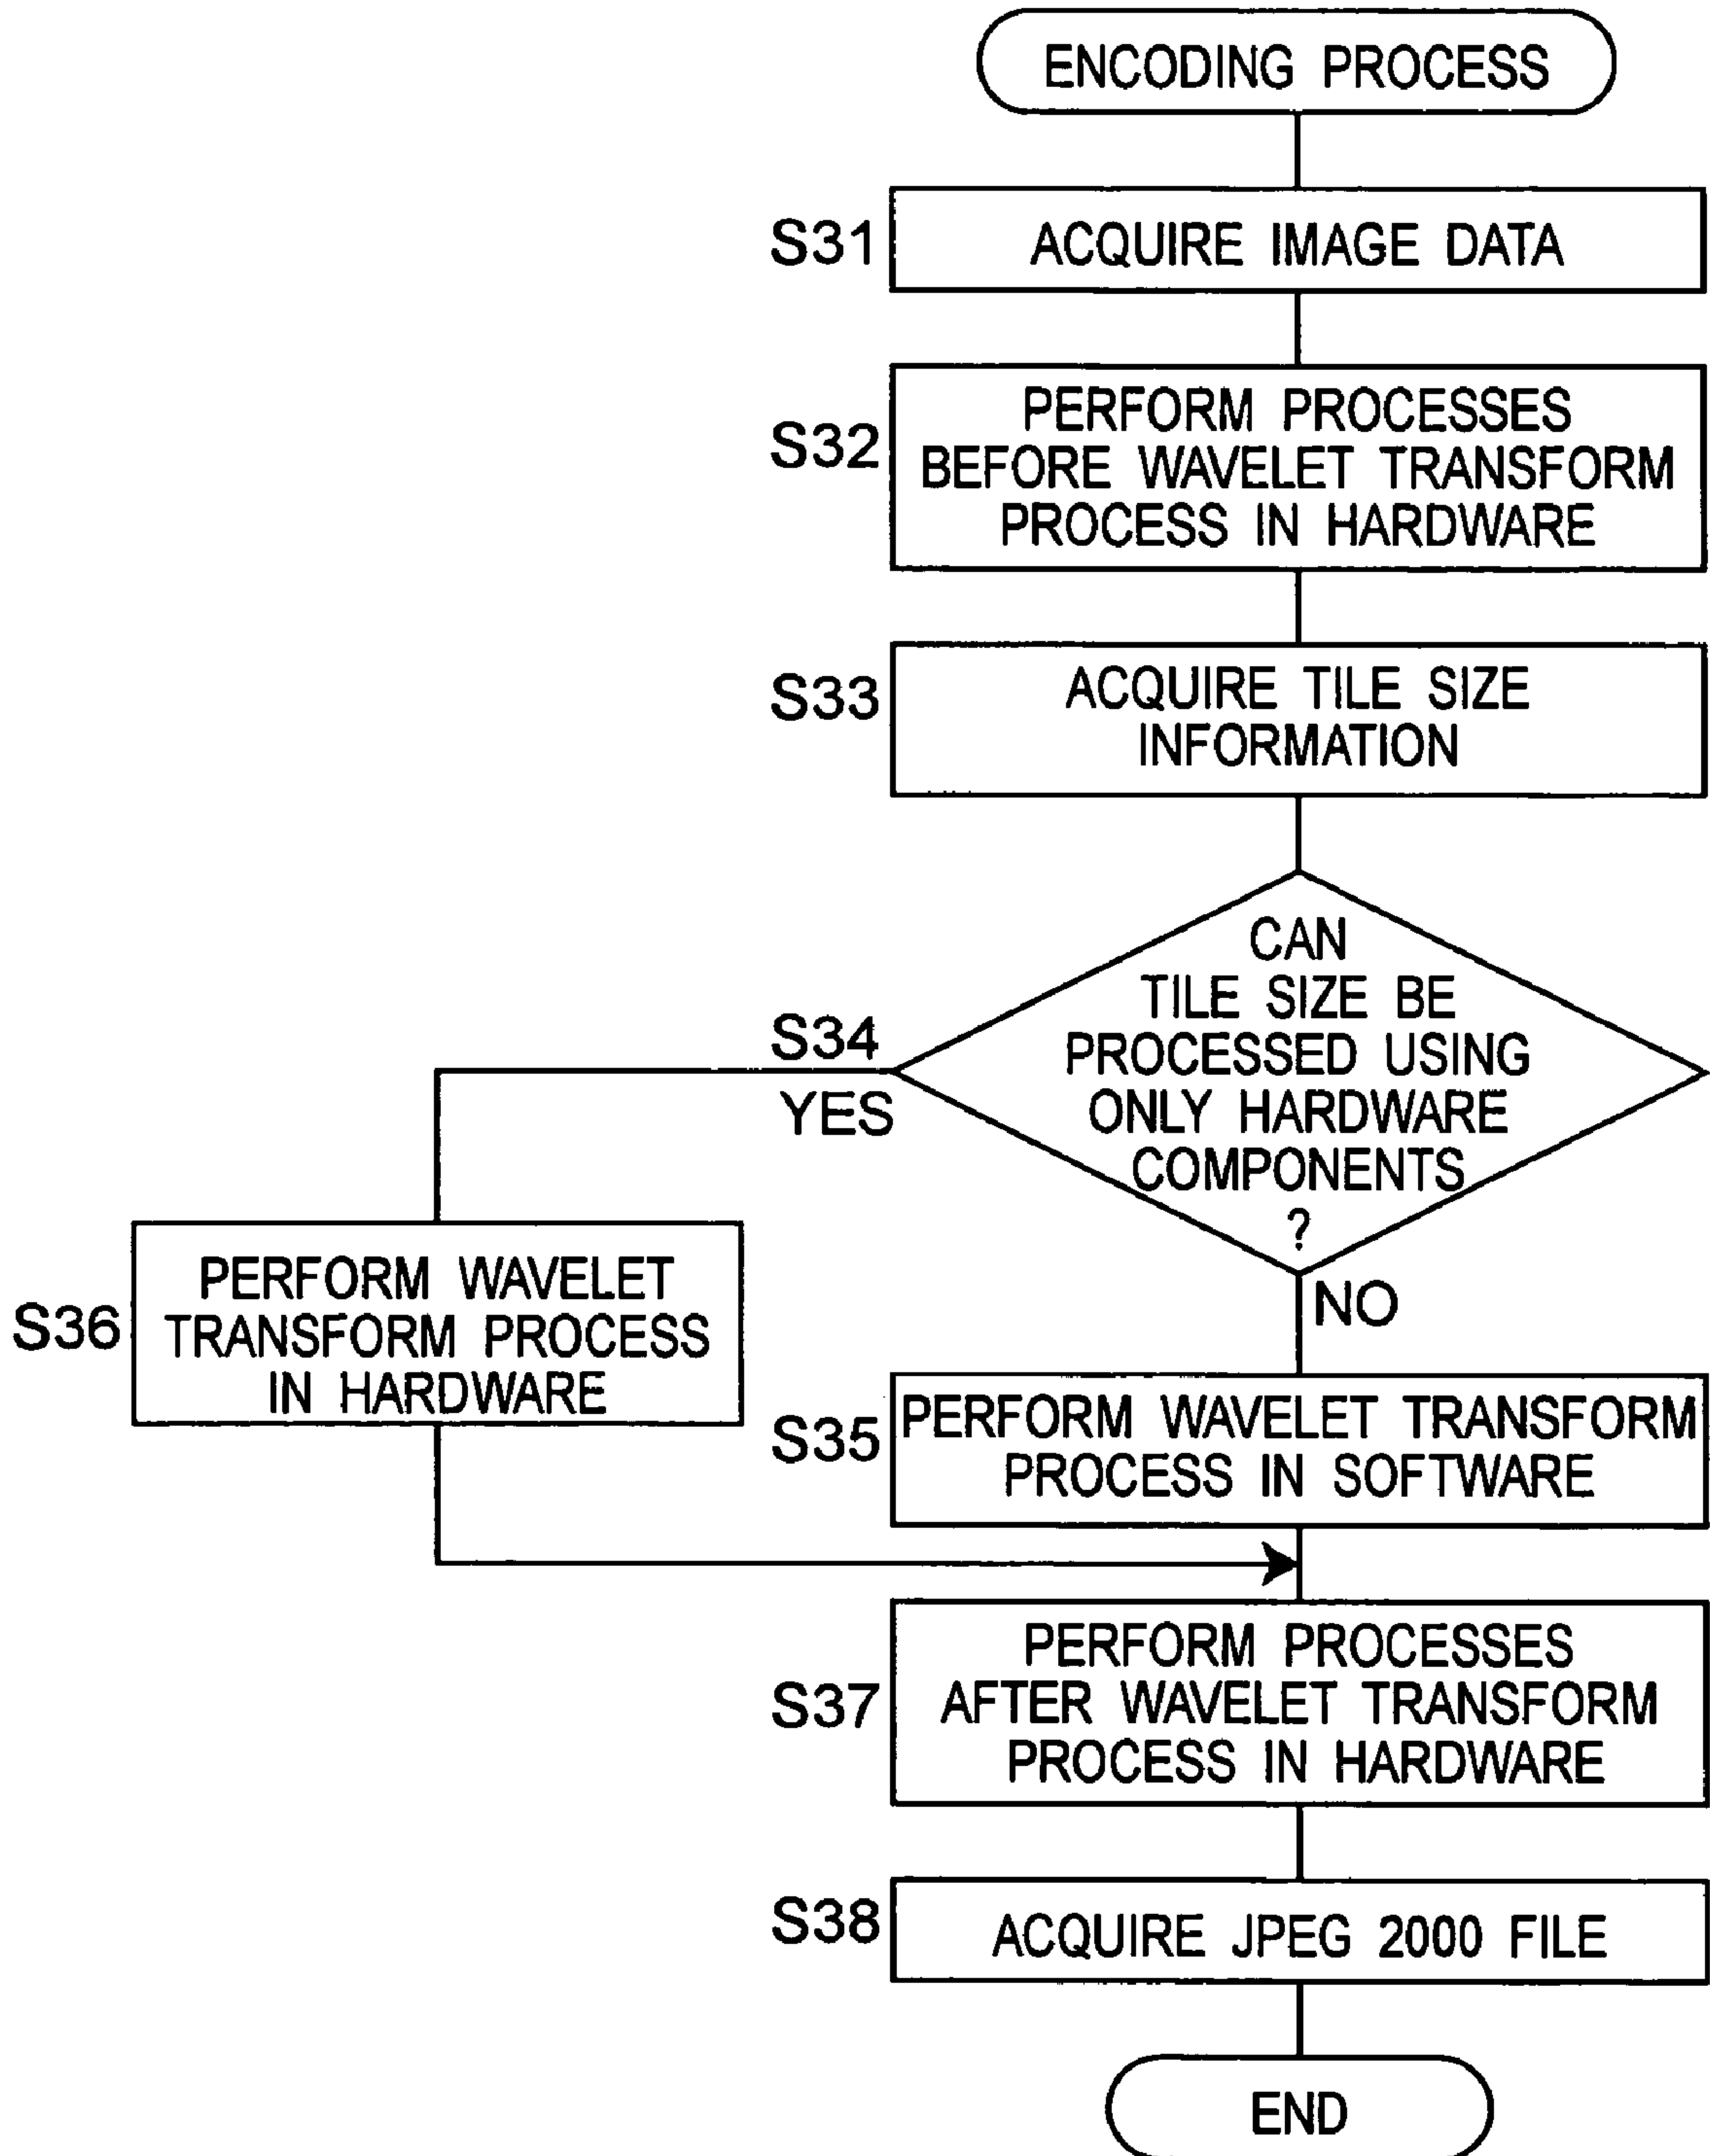 ENCODING PROCESS
S31
ACQUIRE IMAGE DATA
S32
PERFORM PROCESSES
BEFORE WAVELET TRANSFORM
PROCESS IN HARDWARE
S33
ACQUIRE TILE SIZE
INFORMATION
S34
CAN
TILE SIZE BE
PROCESSED USING
ONLY HARDWARE
COMPONENTS
?
YES
NO
S36
PERFORM WAVELET
TRANSFORM PROCESS
IN HARDWARE
S35
PERFORM WAVELET TRANSFORM
PROCESS IN SOFTWARE
S37
PERFORM PROCESSES
AFTER WAVELET TRANSFORM
PROCESS IN HARDWARE
S38
ACQUIRE JPEG 2000 FILE
END